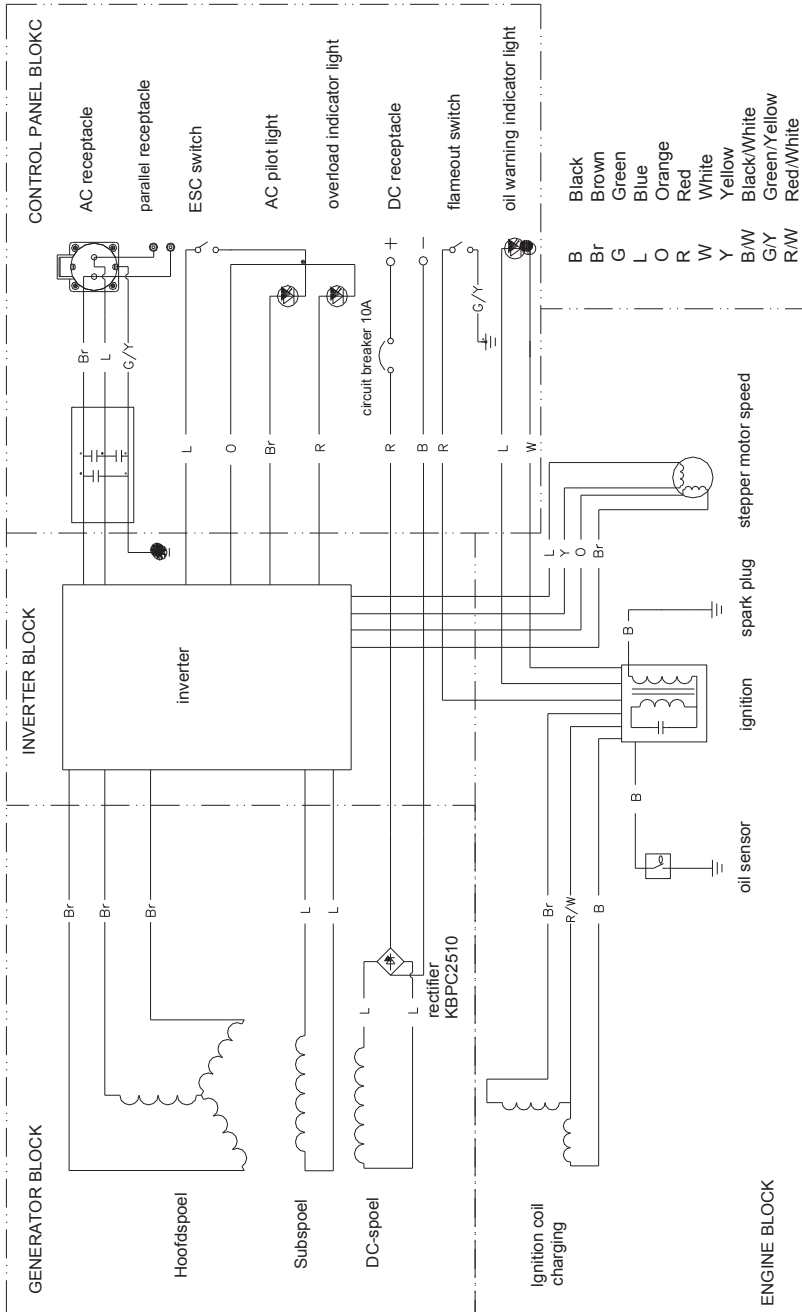 GENERATOR BLOCK
INVERTER BLOCK
CONTROL PANEL BLOKC
Hoofdspoel
Subspoel
DC-spoel
Br
Br
Br
L
L
L
L
rectifier
KBPC2510
inverter
Br
L
G/Y
L
O
Br
R
R
B
R
L
W
circuit breaker 10A
+
−
G/Y
AC receptacle
parallel receptacle
ESC switch
AC pilot light
overload indicator light
DC receptacle
flameout switch
oil warning indicator light
Ignition coil
charging
ENGINE BLOCK
Br
R/W
B
B
B
L
Y
O
Br
oil sensor
ignition
spark plug
stepper motor speed
B Black
Br Brown
G Green
L Blue
O Orange
R Red
W White
Y Yellow
B/W Black/White
G/Y Green/Yellow
R/W Red/White